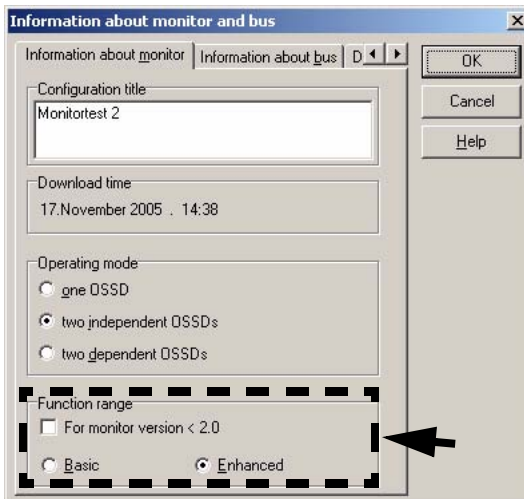 Information about monitor and bus
Information about monitor
Information about bus
D
OK
Cancel
Help
Configuration title
Monitortest 2
Download time
17.November 2005 . 14:38
Operating mode
one OSSD
two independent OSSDs
two dependent OSSDs
Function range
For monitor version < 2.0
Basic
Enhanced